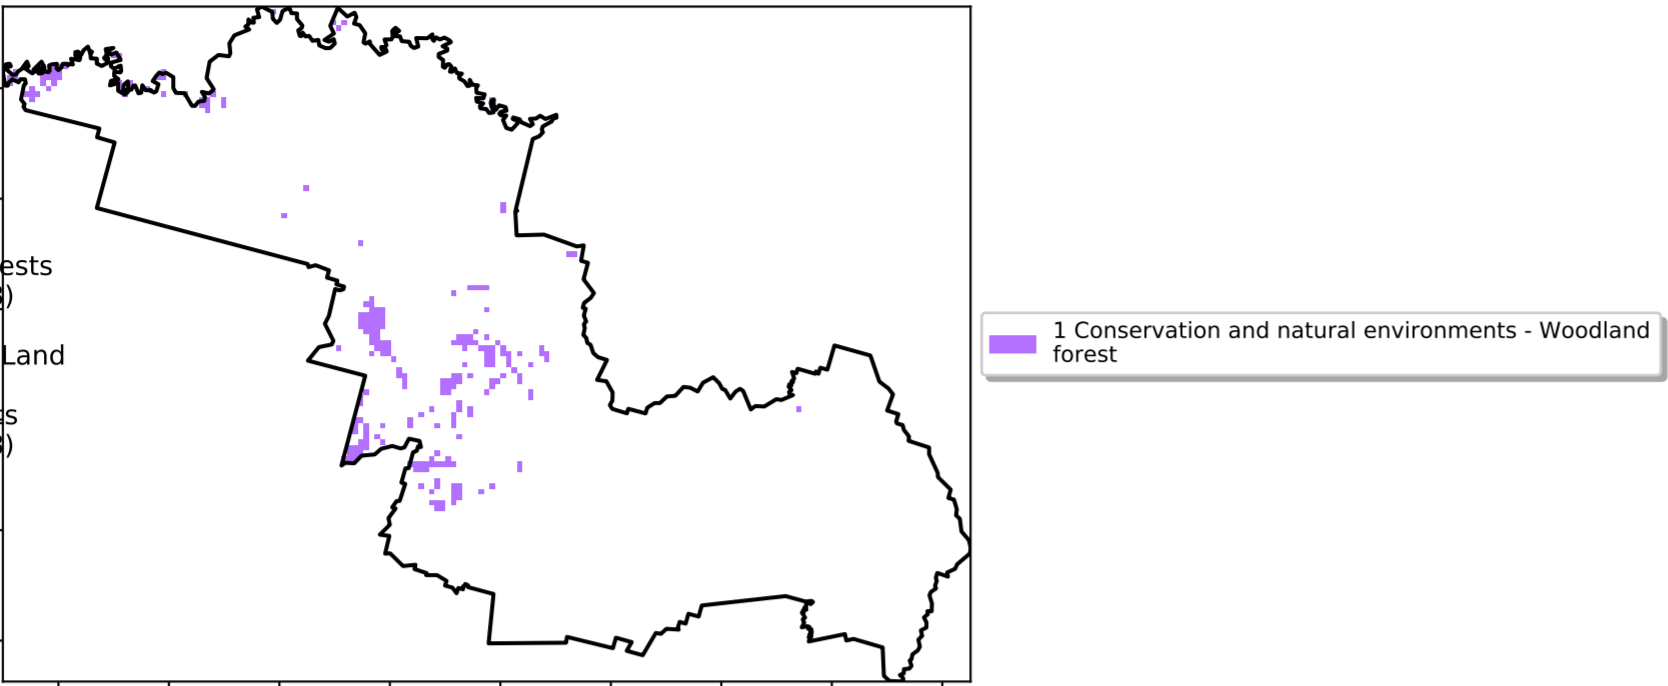 ests
)
Land
s
)
1 Conservation and natural environments - Woodland
forest